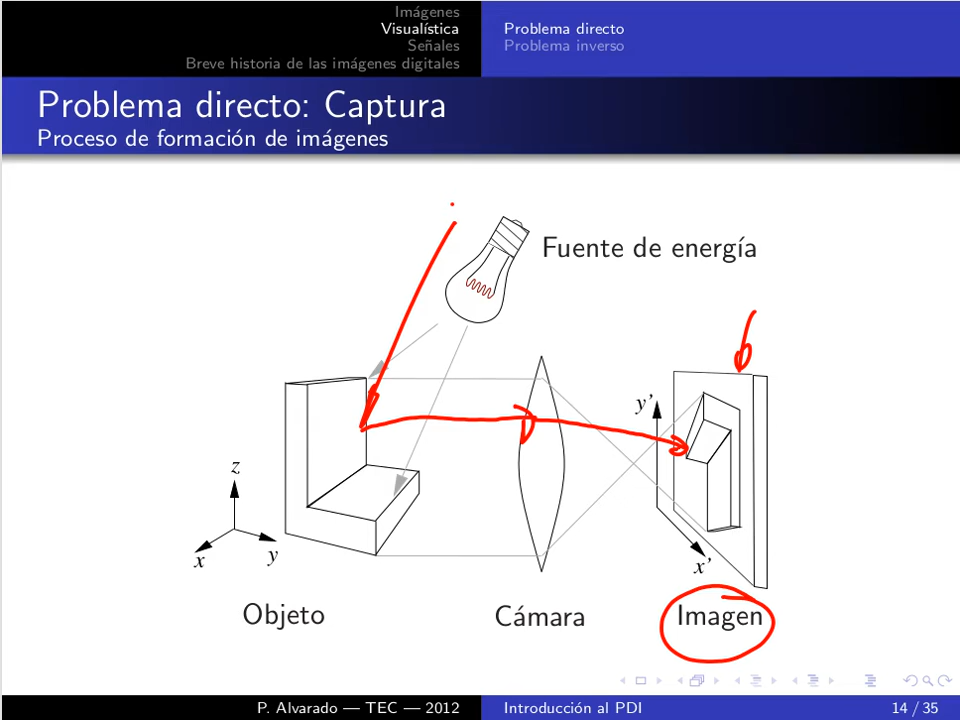 Imágenes
Visualística
Señales
Breve historia de las imágenes digitales
Problema directo
Problema inverso
Problema directo: Captura
Proceso de formación de imágenes
Fuente de energía
y'
z
x
y
x'
Objeto
Cámara
Imagen
P. Alvarado — TEC — 2012
Introducción al PDI
14 / 35